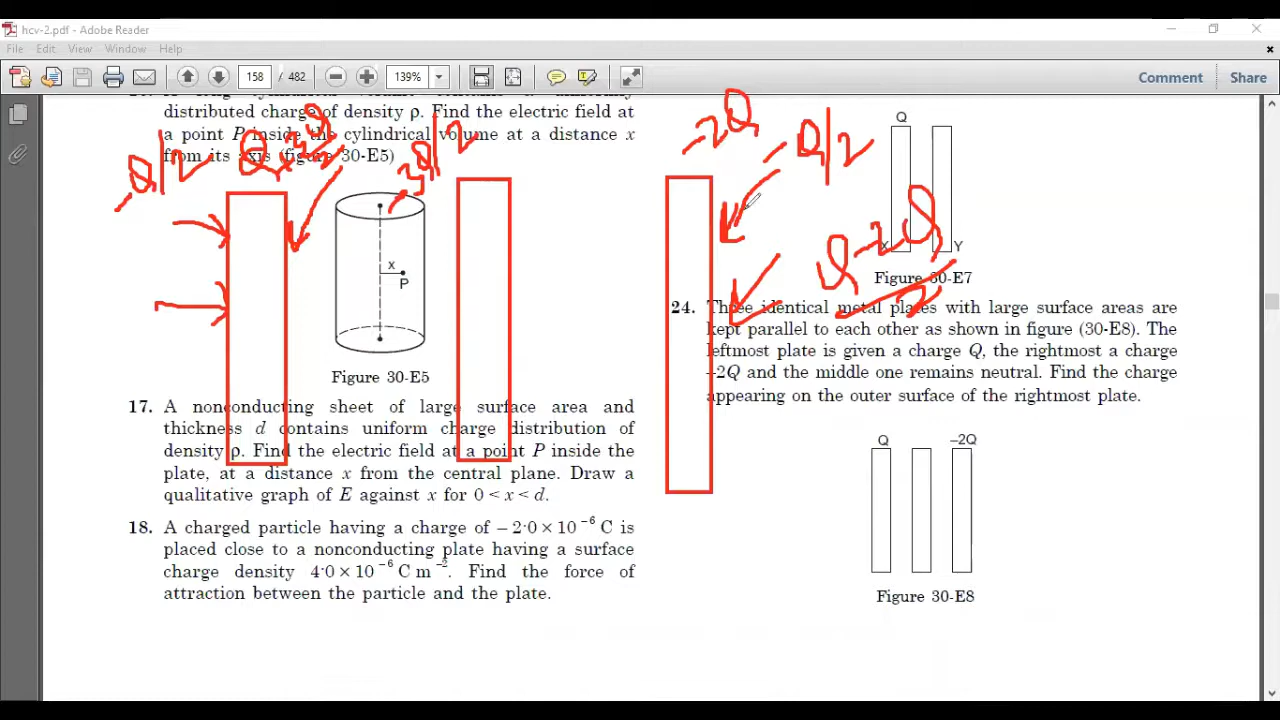 hcv-2.pdf - Adobe Reader
File Edit View Window Help
158 / 482 139% Comment Share
distributed charge of density ρ. Find the electric field at
a point P inside the cylindrical volume at a distance x
from its axis (figure 30-E5)
-Q/2
Q
+3Q/2
-3Q/2
-2Q
-Q/2
Q-2Q
2
x
P
Figure 30-E5
17. A nonconducting sheet of large surface area and
thickness d contains uniform charge distribution of
density ρ. Find the electric field at a point P inside the
plate, at a distance x from the central plane. Draw a
qualitative graph of E against x for 0 < x < d.
18. A charged particle having a charge of – 2·0 × 10 –6 C is
placed close to a nonconducting plate having a surface
charge density 4·0 × 10 –6 C m –2. Find the force of
attraction between the particle and the plate.
Q
X Y
Figure 30-E7
24. Three identical metal plates with large surface areas are
kept parallel to each other as shown in figure (30-E8). The
leftmost plate is given a charge Q, the rightmost a charge
–2Q and the middle one remains neutral. Find the charge
appearing on the outer surface of the rightmost plate.
Q –2Q
Figure 30-E8